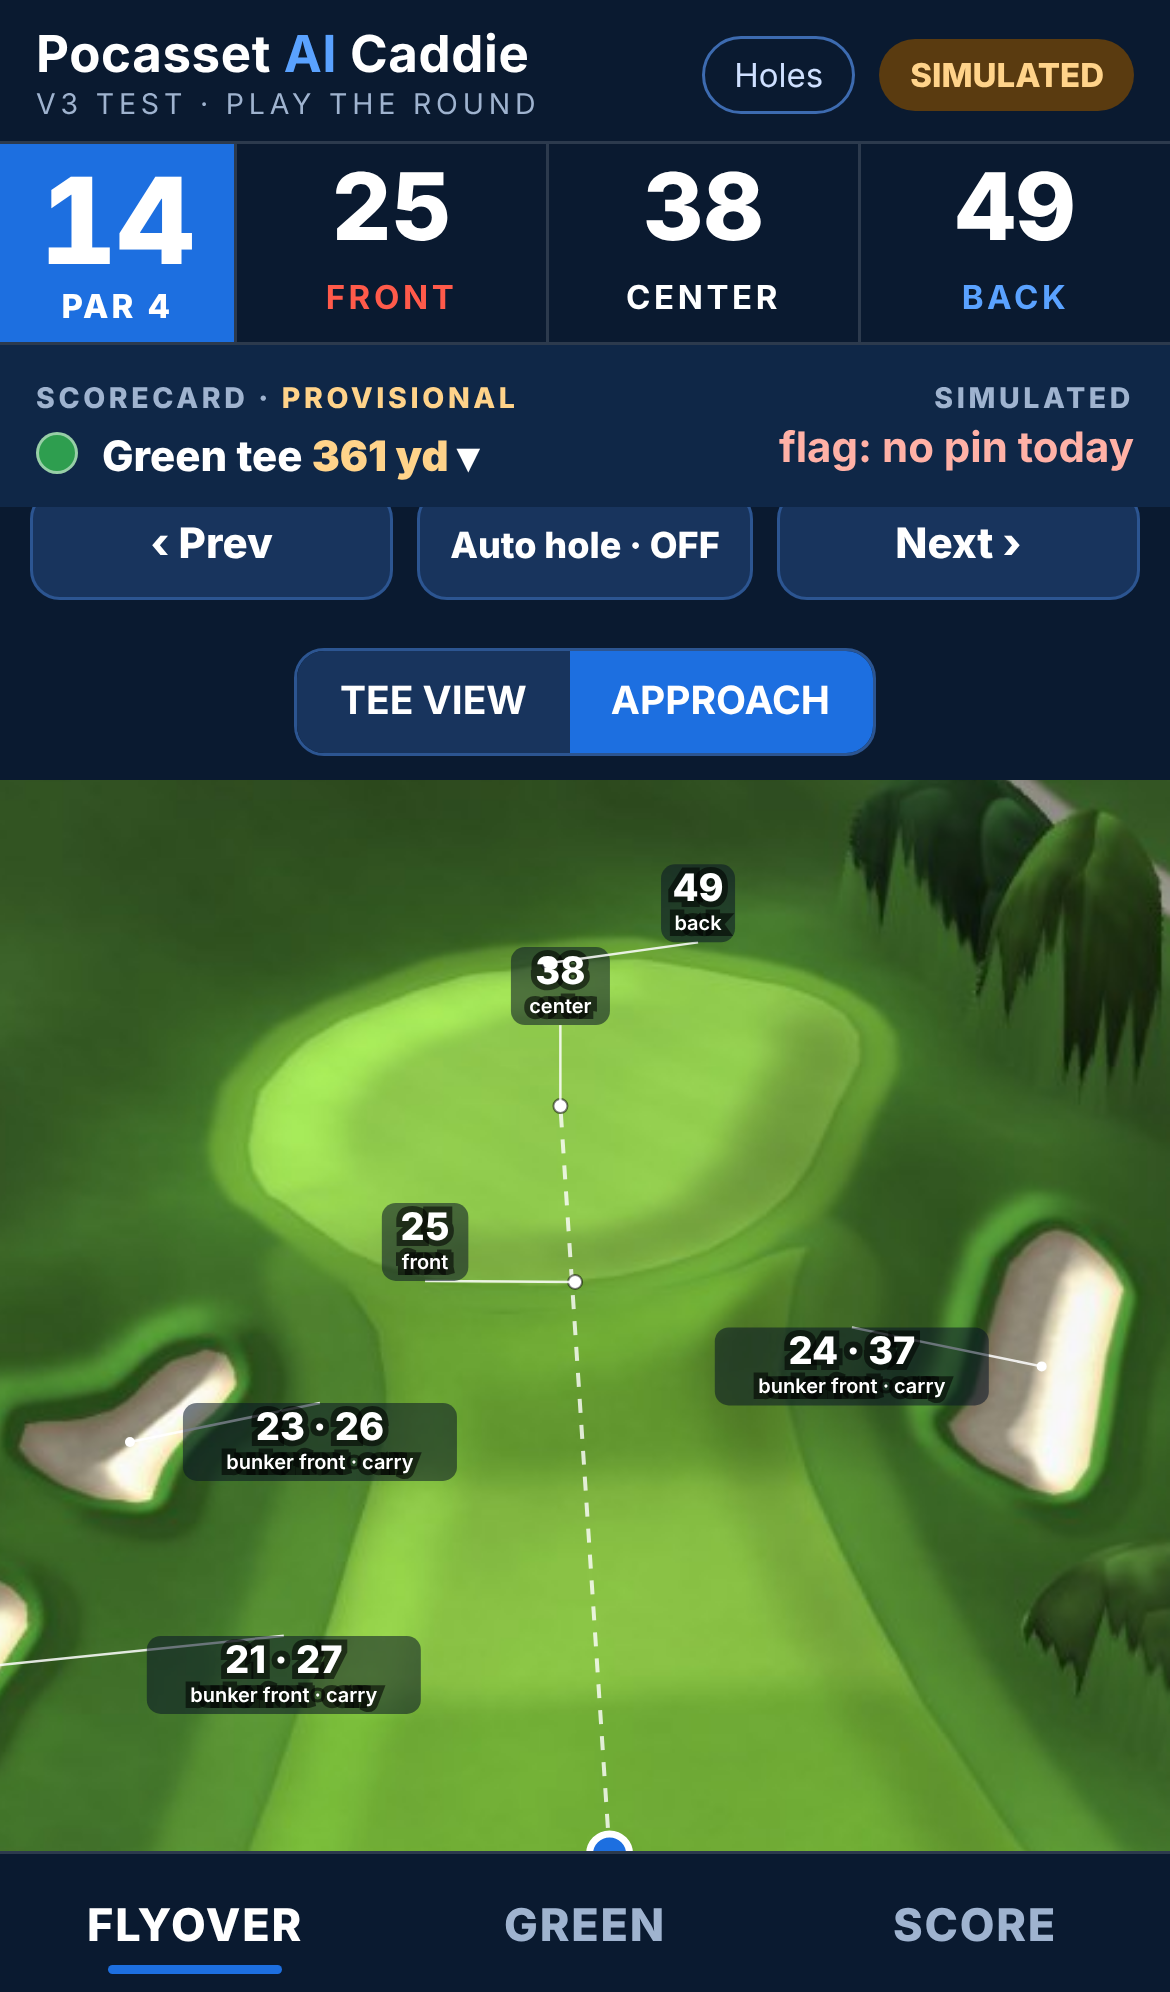 Pocasset AI Caddie
V3 TEST · PLAY THE ROUND
Holes
SIMULATED
14
PAR 4
25
FRONT
38
CENTER
49
BACK
SCORECARD · PROVISIONAL
Green tee 361 yd ▼
SIMULATED
flag: no pin today
‹ Prev
Auto hole · OFF
Next ›
TEE VIEW
APPROACH
49
back
38
center
25
front
24 · 37
bunker front · carry
23 · 26
bunker front · carry
21 · 27
bunker front · carry
FLYOVER
GREEN
SCORE